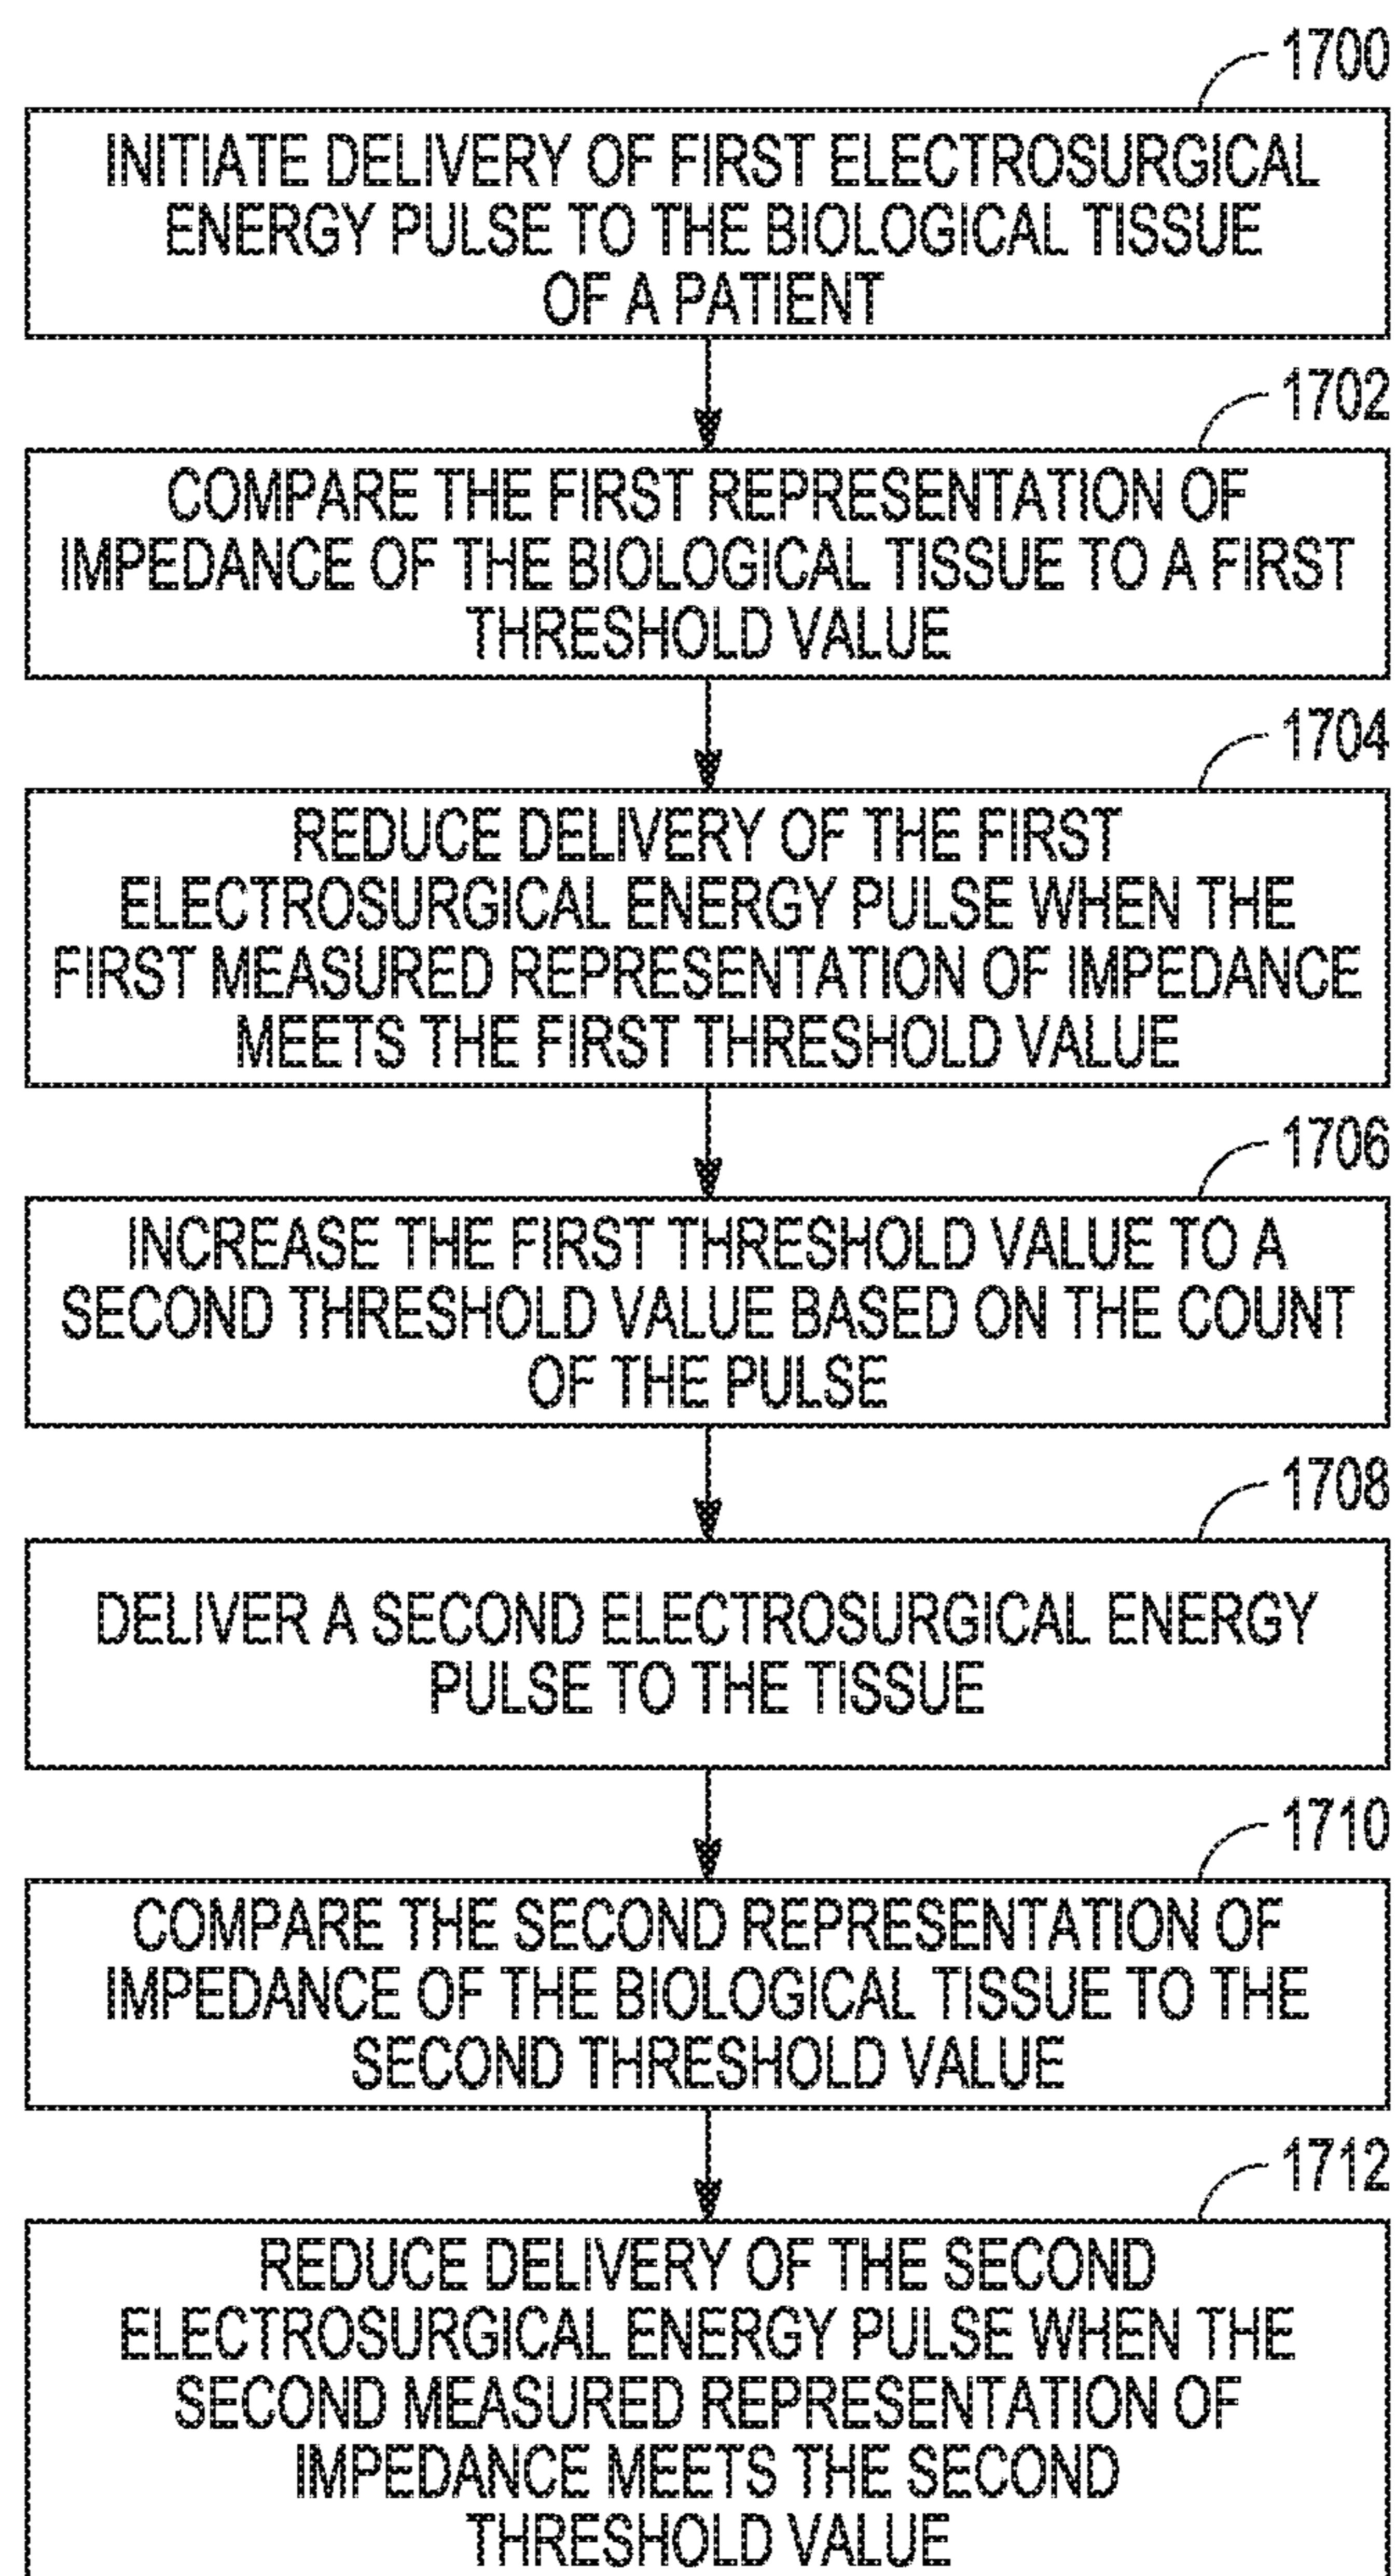 1700
INITIATE DELIVERY OF FIRST ELECTROSURGICAL
ENERGY PULSE TO THE BIOLOGICAL TISSUE
OF A PATIENT
1702
COMPARE THE FIRST REPRESENTATION OF
IMPEDANCE OF THE BIOLOGICAL TISSUE TO A FIRST
THRESHOLD VALUE
1704
REDUCE DELIVERY OF THE FIRST
ELECTROSURGICAL ENERGY PULSE WHEN THE
FIRST MEASURED REPRESENTATION OF IMPEDANCE
MEETS THE FIRST THRESHOLD VALUE
1706
INCREASE THE FIRST THRESHOLD VALUE TO A
SECOND THRESHOLD VALUE BASED ON THE COUNT
OF THE PULSE
1708
DELIVER A SECOND ELECTROSURGICAL ENERGY
PULSE TO THE TISSUE
1710
COMPARE THE SECOND REPRESENTATION OF
IMPEDANCE OF THE BIOLOGICAL TISSUE TO THE
SECOND THRESHOLD VALUE
1712
REDUCE DELIVERY OF THE SECOND
ELECTROSURGICAL ENERGY PULSE WHEN THE
SECOND MEASURED REPRESENTATION OF
IMPEDANCE MEETS THE SECOND
THRESHOLD VALUE